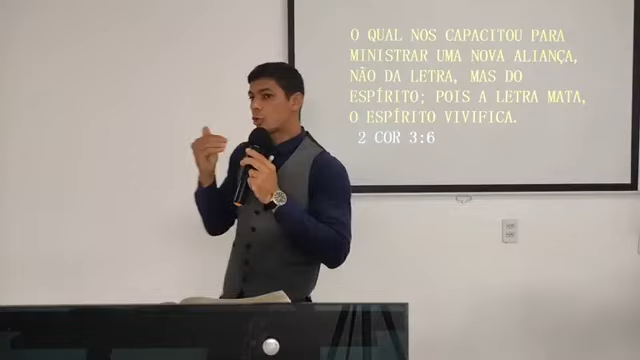 O QUAL NOS CAPACITOU PARA
MINISTRAR UMA NOVA ALIANÇA,
NÃO DA LETRA, MAS DO
ESPÍRITO; POIS A LETRA MATA,
O ESPÍRITO VIVIFICA.
2 COR 3:6